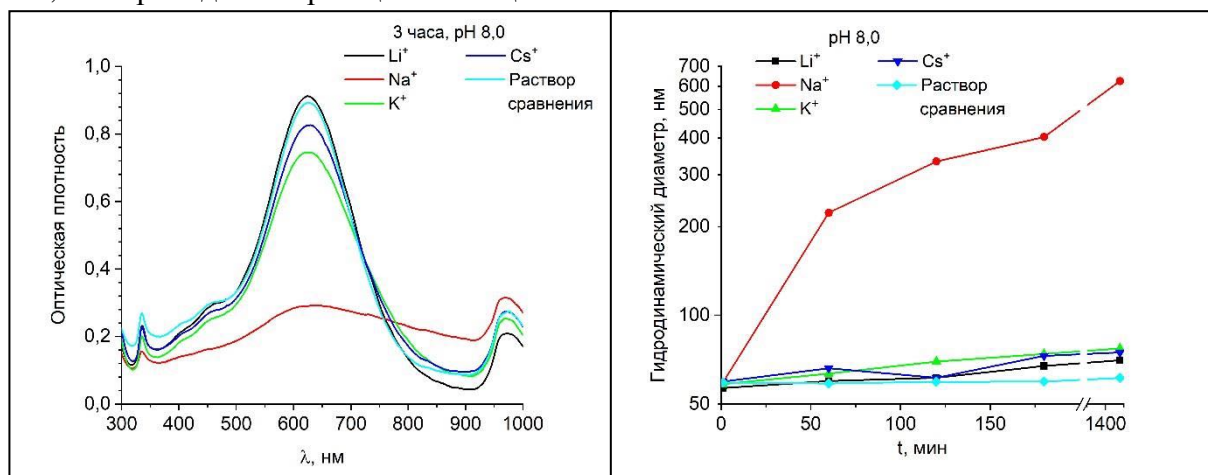 3 часа, pH 8,0
Li⁺
Cs⁺
Na⁺
Раствор
K⁺
сравнения
1,0
0,8
0,6
0,4
0,2
0,0
Оптическая плотность
300 400 500 600 700 800 900 1000
λ, нм
pH 8,0
Li⁺
Cs⁺
Na⁺
Раствор
K⁺
сравнения
700
600
500
400
300
200
100
50
Гидродинамический диаметр, нм
0 50 100 150 1400
t, мин